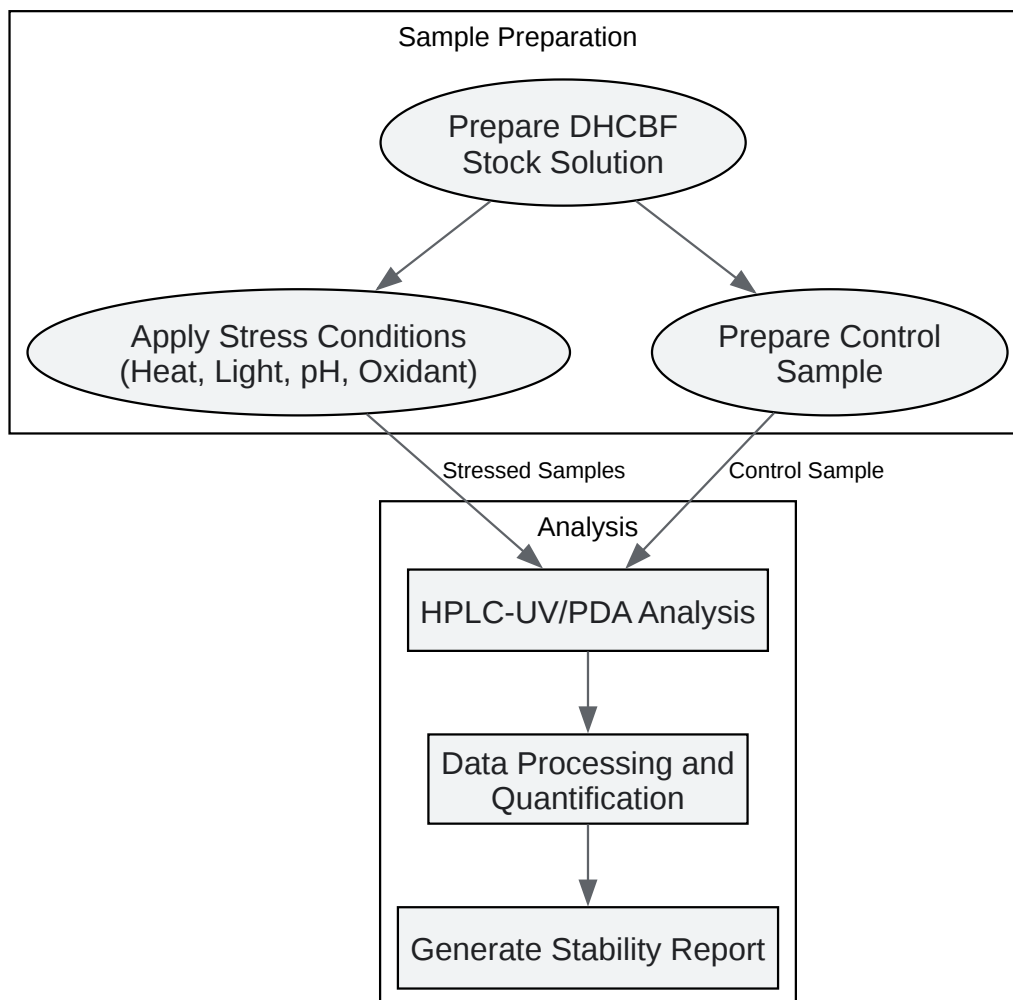 Sample Preparation
Prepare DHCBF
Stock Solution
Apply Stress Conditions
(Heat, Light, pH, Oxidant)
Prepare Control
Sample
Stressed Samples
Control Sample
Analysis
HPLC-UV/PDA Analysis
Data Processing and
Quantification
Generate Stability Report